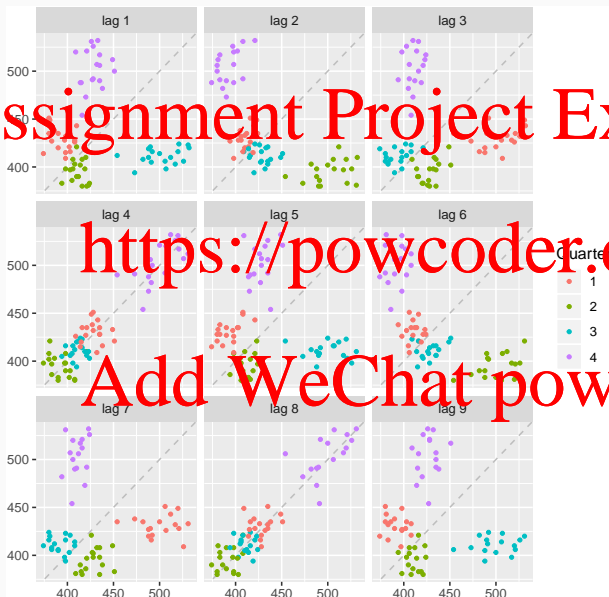 lag 1 lag 2 lag 3
500
450
400
ssignment Project Ex
lag 4 lag 5 lag 6
500
450
400
https://powcoder.c
Quarte
1
2
3
4
Add WeChat pow
lag 7 lag 8 lag 9
500
450
400
400 450 500 400 450 500 400 450 500